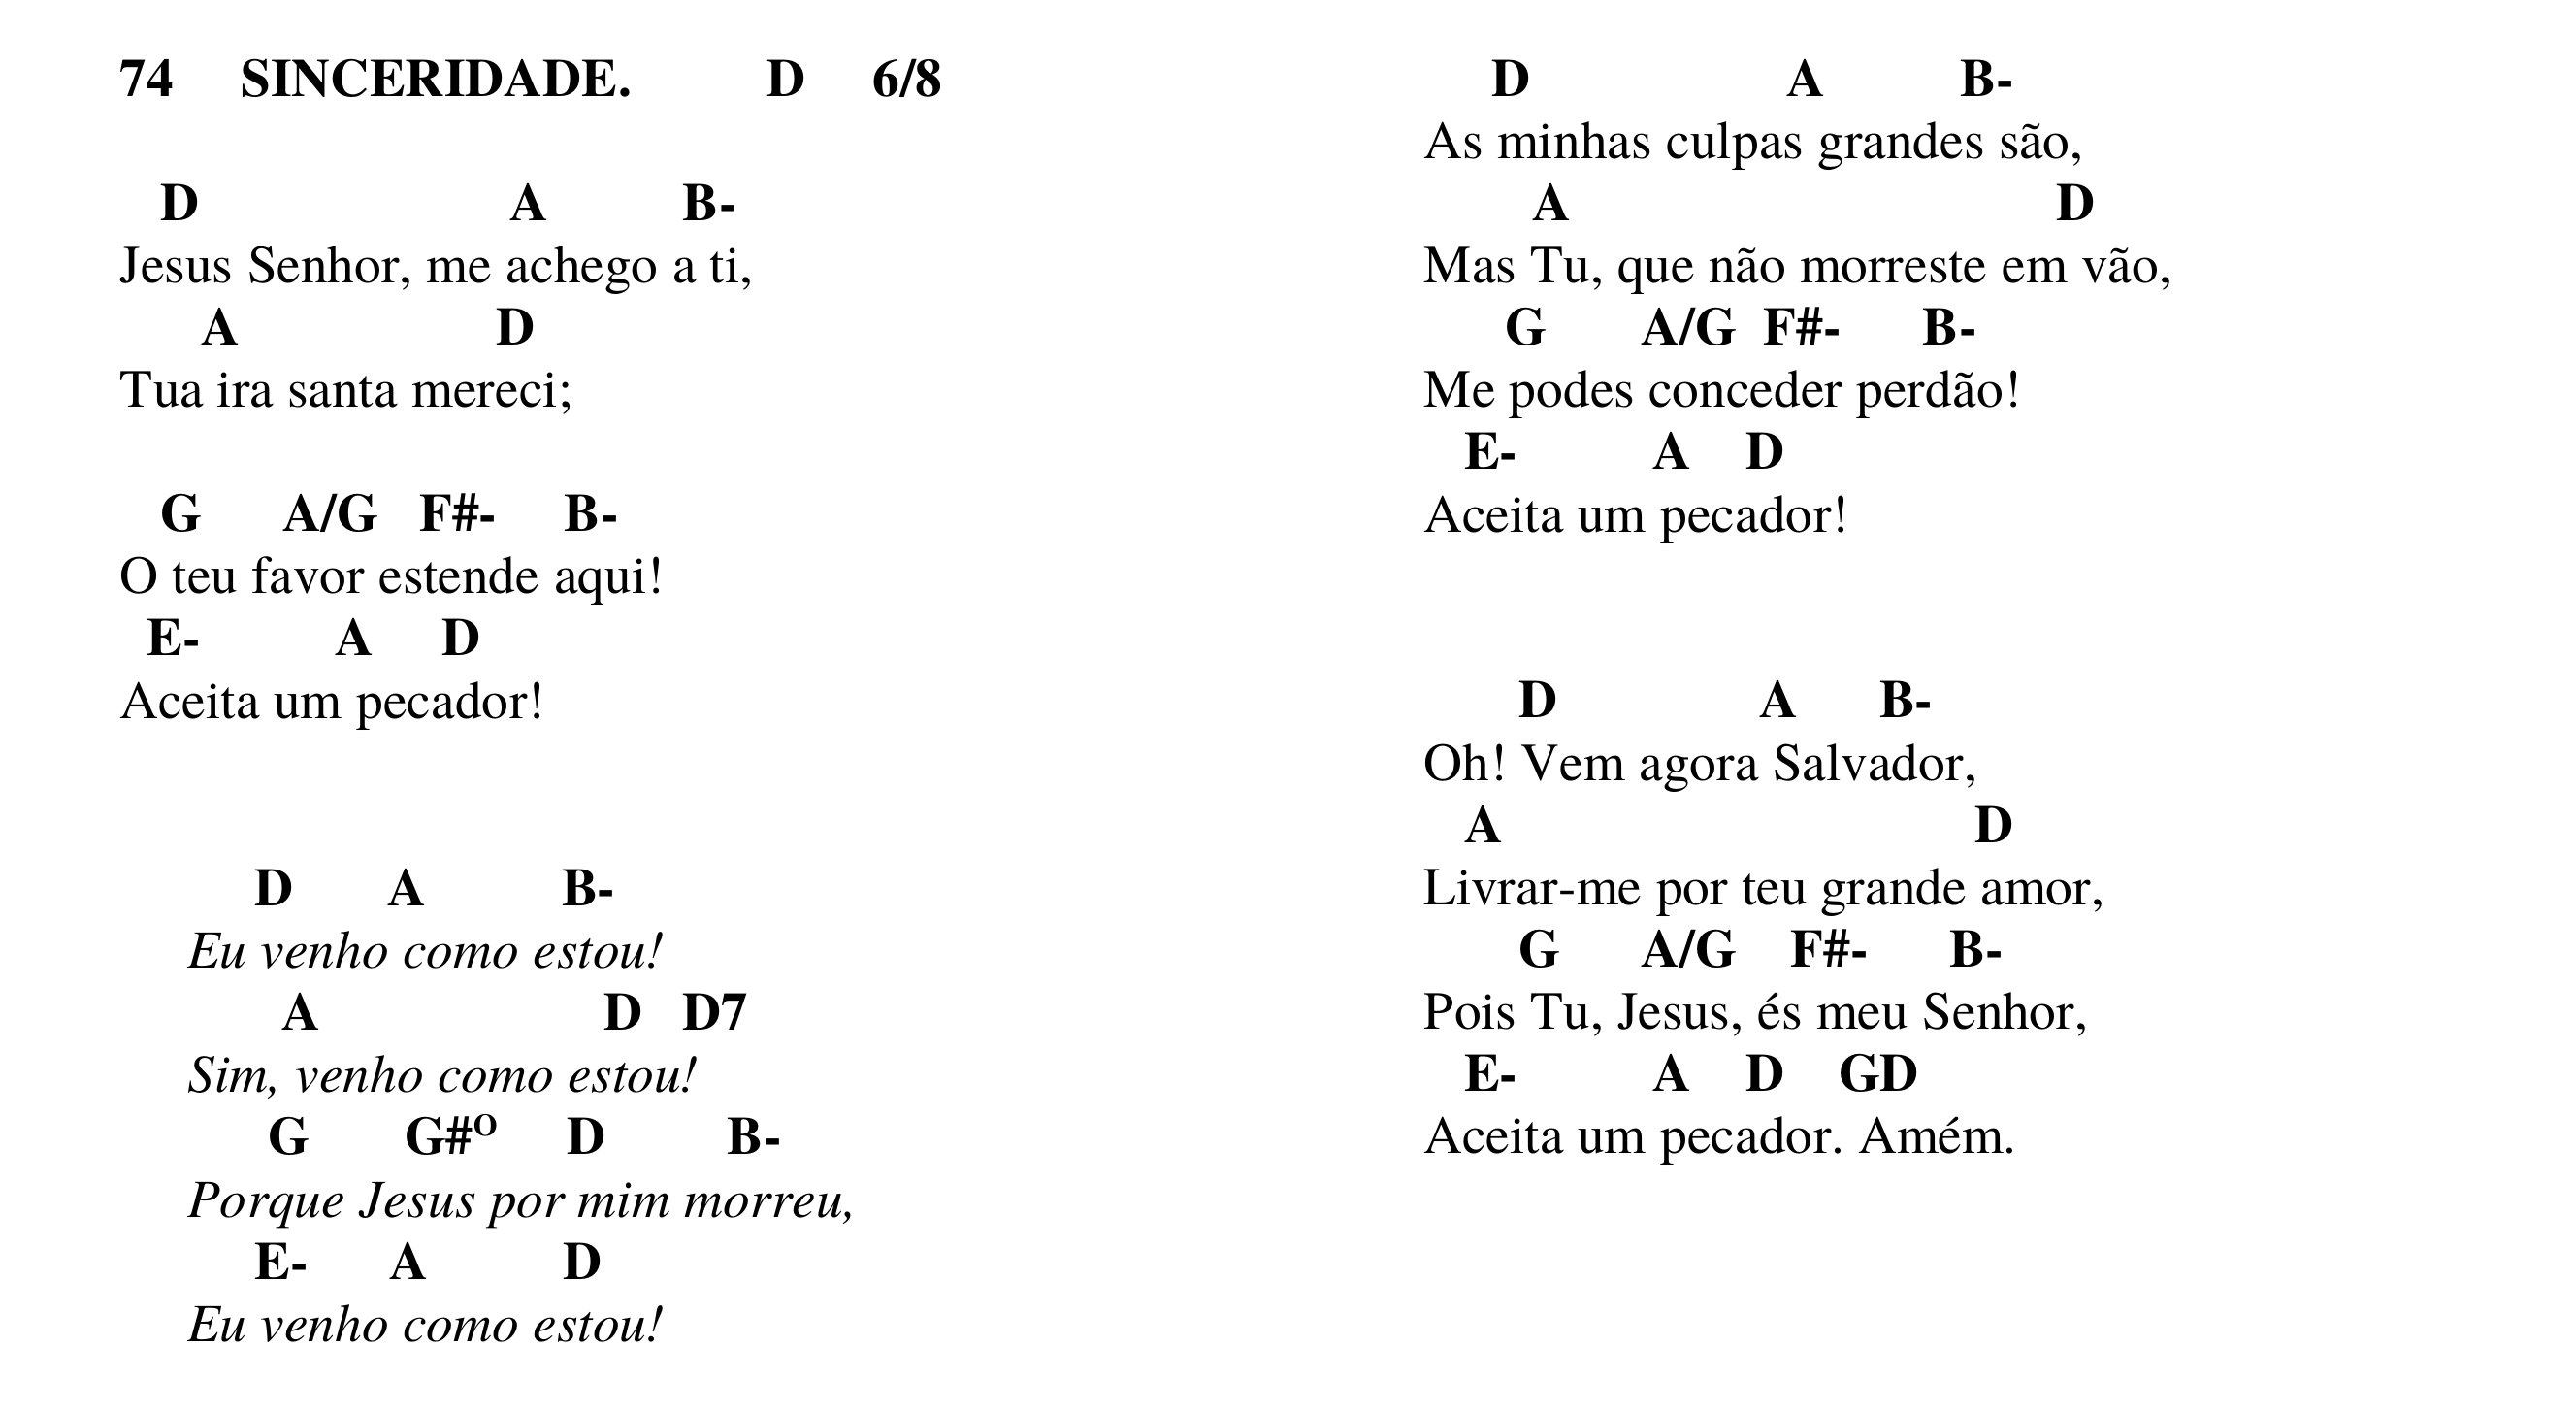 74 SINCERIDADE. D 6/8
D A B-
Jesus Senhor, me achego a ti,
A D
Tua ira santa mereci;
G A/G F#- B-
O teu favor estende aqui!
E- A D
Aceita um pecador!
D A B-
Eu venho como estou!
A D D7
Sim, venho como estou!
G G#º D B-
Porque Jesus por mim morreu,
E- A D
Eu venho como estou!
D A B-
As minhas culpas grandes são,
A D
Mas Tu, que não morreste em vão,
G A/G F#- B-
Me podes conceder perdão!
E- A D
Aceita um pecador!
D A B-
Oh! Vem agora Salvador,
A D
Livrar-me por teu grande amor,
G A/G F#- B-
Pois Tu, Jesus, és meu Senhor,
E- A D GD
Aceita um pecador. Amém.